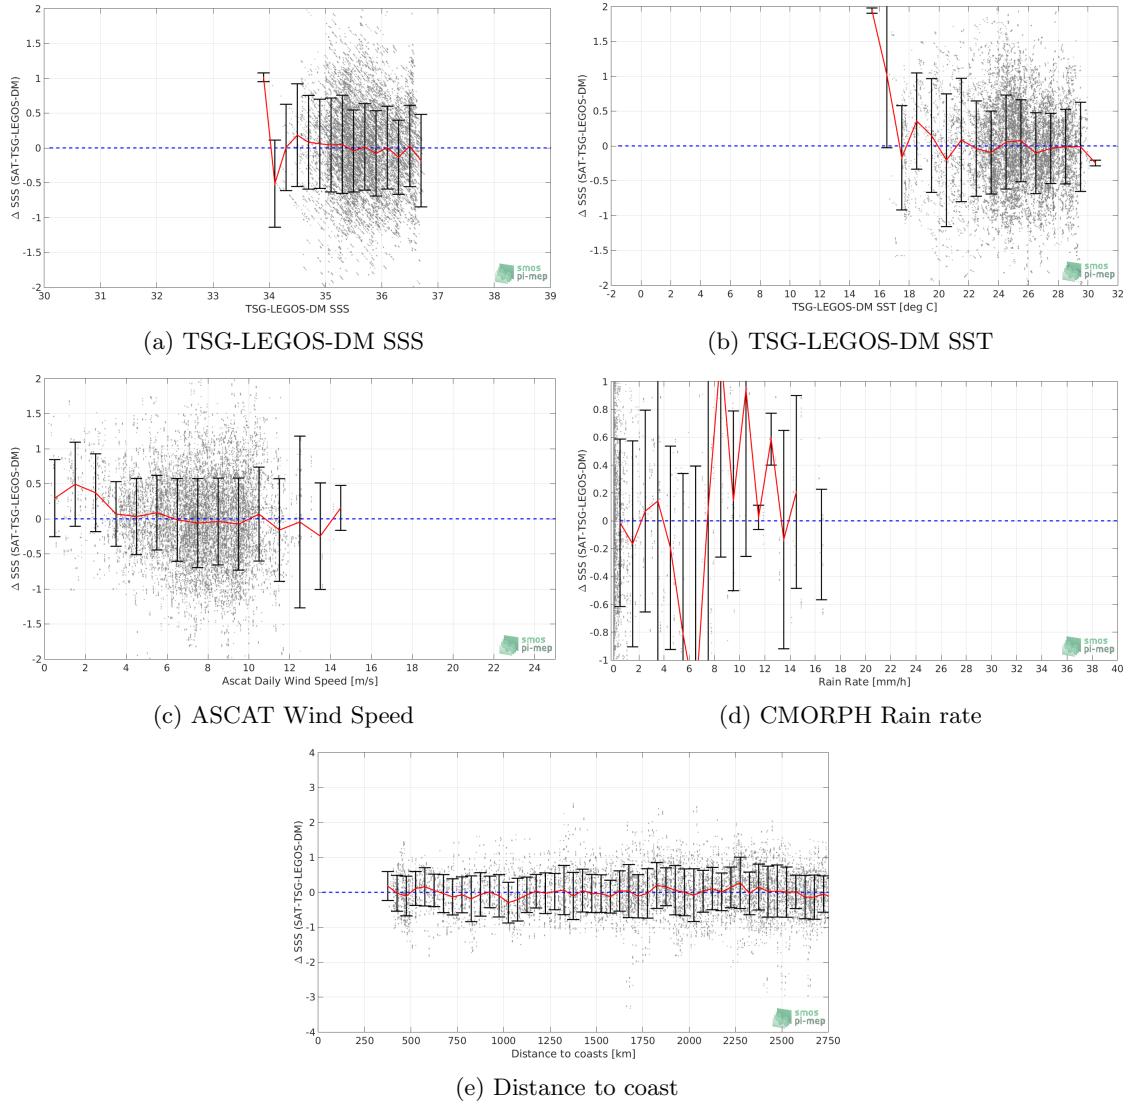 2
1.5
1
0.5
0
-0.5
-1
-1.5
-2
Δ SSS (SAT-TSG-LEGOS-DM)
30 31 32 33 34 35 36 37 38 39
TSG-LEGOS-DM SSS
smos
pi-mep
(a) TSG-LEGOS-DM SSS
2
1.5
1
0.5
0
-0.5
-1
-1.5
-2
Δ SSS (SAT-TSG-LEGOS-DM)
-2 0 2 4 6 8 10 12 14 16 18 20 22 24 26 28 30 32
TSG-LEGOS-DM SST [deg C]
smos
pi-mep
(b) TSG-LEGOS-DM SST
2
1.5
1
0.5
0
-0.5
-1
-1.5
-2
Δ SSS (SAT-TSG-LEGOS-DM)
0 2 4 6 8 10 12 14 16 18 20 22 24
Ascat Daily Wind Speed [m/s]
smos
pi-mep
(c) ASCAT Wind Speed
1
0.8
0.6
0.4
0.2
0
-0.2
-0.4
-0.6
-0.8
-1
Δ SSS (SAT-TSG-LEGOS-DM)
0 2 4 6 8 10 12 14 16 18 20 22 24 26 28 30 32 34 36 38 40
Rain Rate [mm/h]
smos
pi-mep
(d) CMORPH Rain rate
4
3
2
1
0
-1
-2
-3
-4
Δ SSS (SAT-TSG-LEGOS-DM)
0 250 500 750 1000 1250 1500 1750 2000 2250 2500 2750
Distance to coasts [km]
smos
pi-mep
(e) Distance to coast